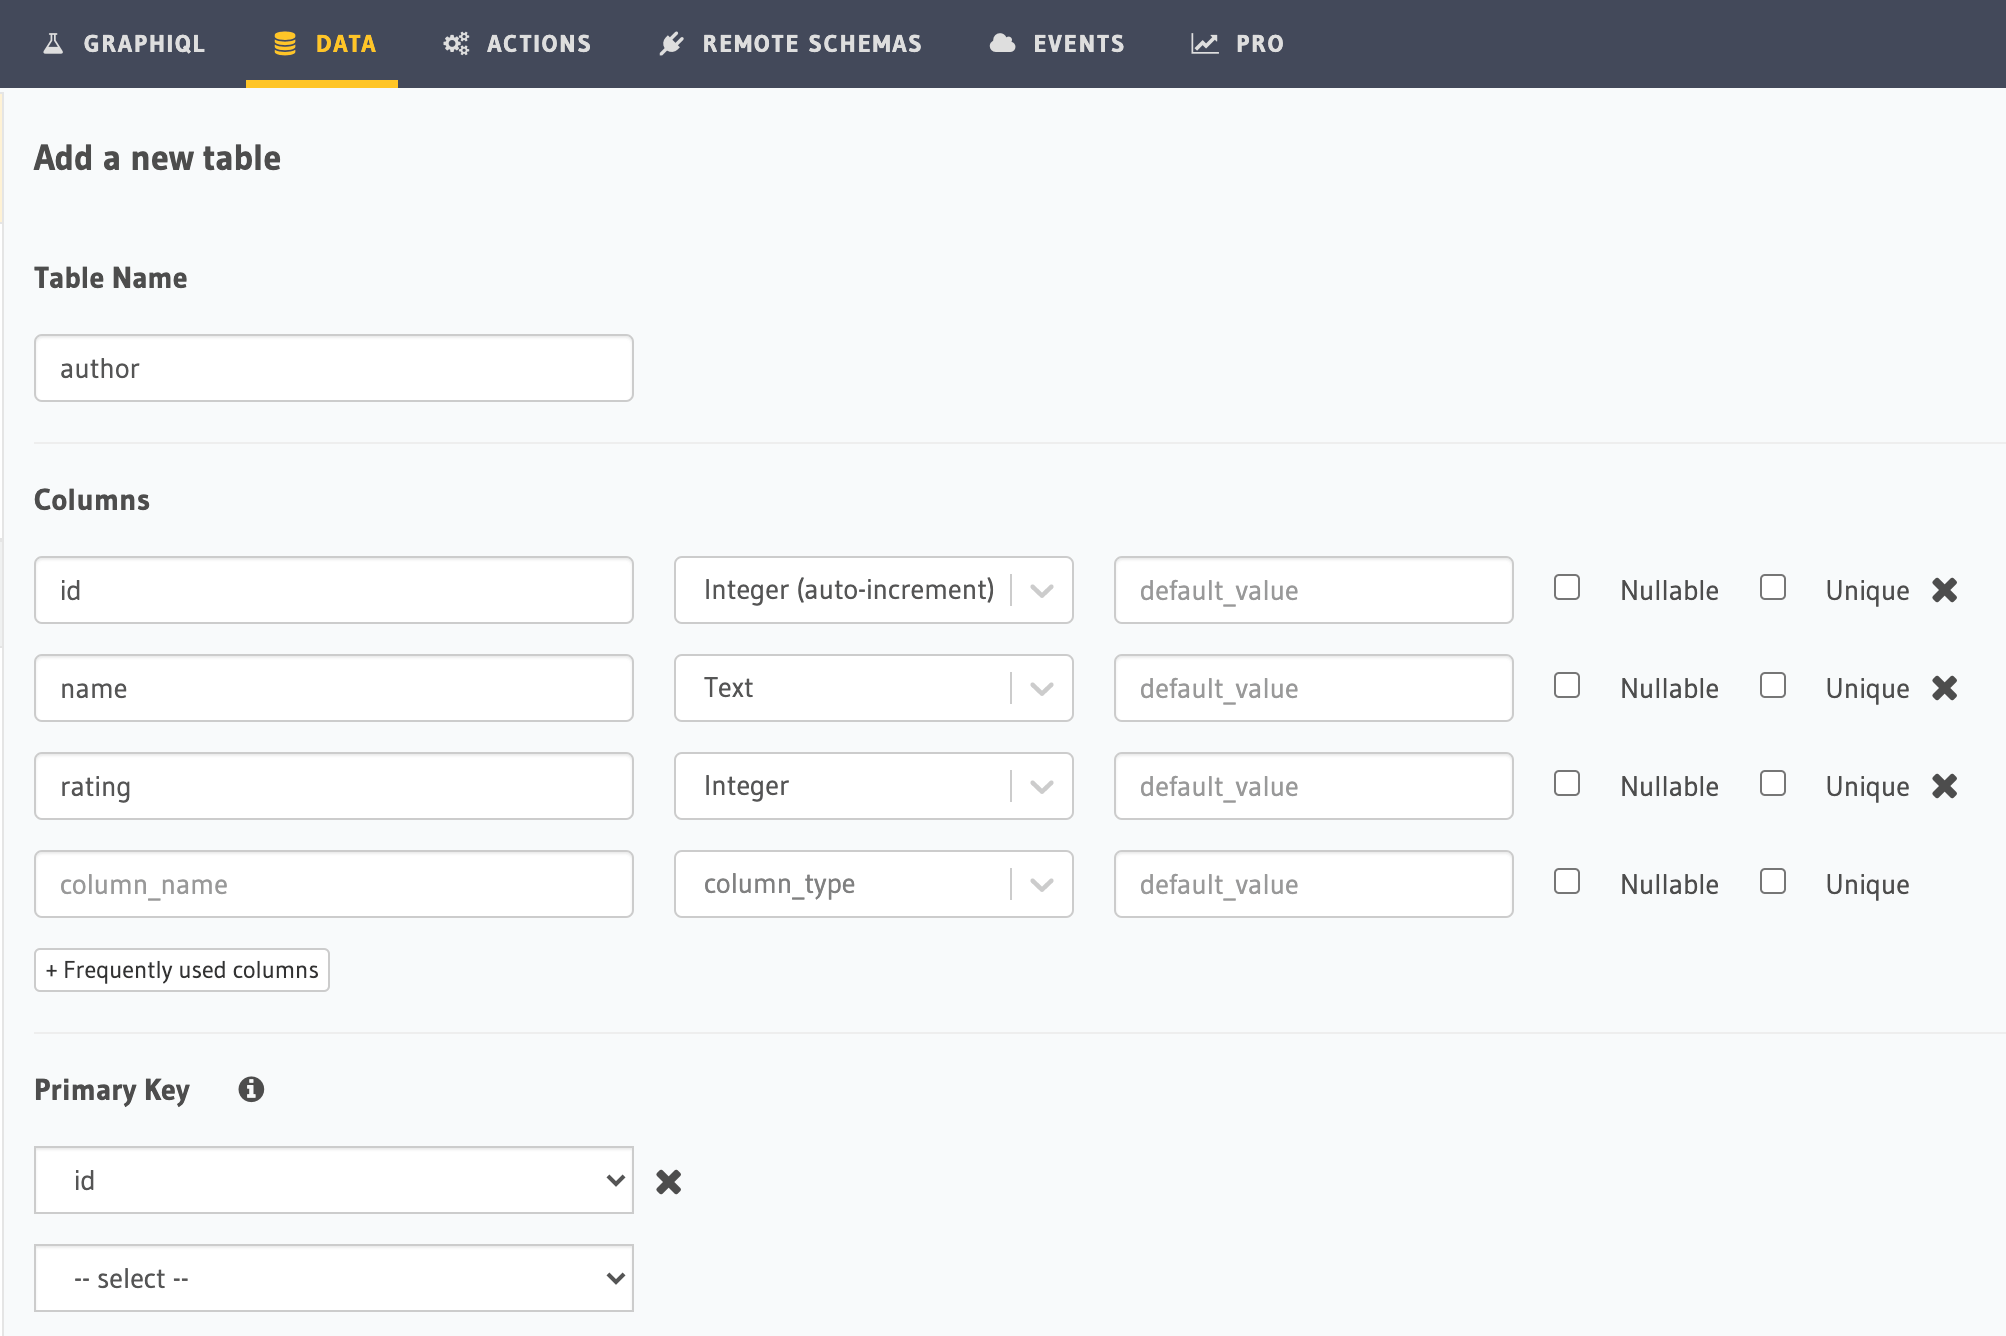 GRAPHIQL DATA ACTIONS REMOTE SCHEMAS EVENTS PRO
Add a new table
Table Name
author
Columns
id Integer (auto-increment) default_value Nullable Unique
name Text default_value Nullable Unique
rating Integer default_value Nullable Unique
column_name column_type default_value Nullable Unique
+ Frequently used columns
Primary Key
id
-- select --